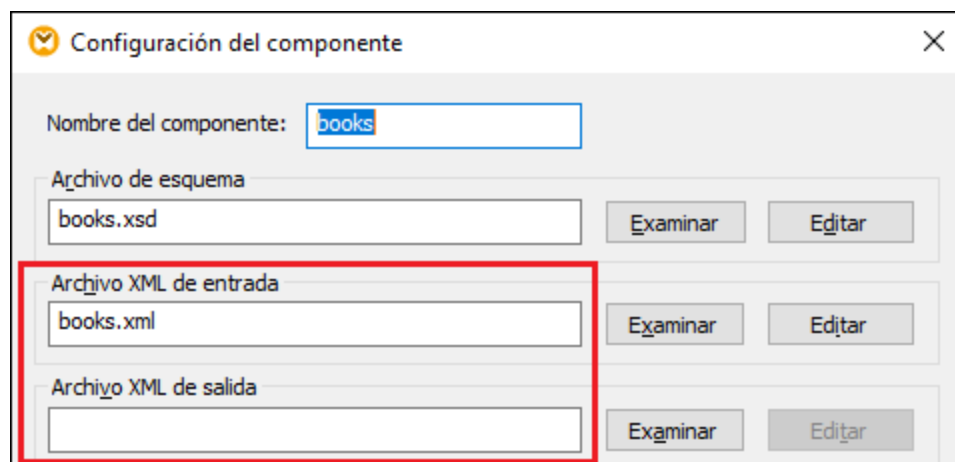 Configuración del componente
Nombre del componente: books
Archivo de esquema
books.xsd Examinar Editar
Archivo XML de entrada
books.xml Examinar Editar
Archivo XML de salida
Examinar Editar